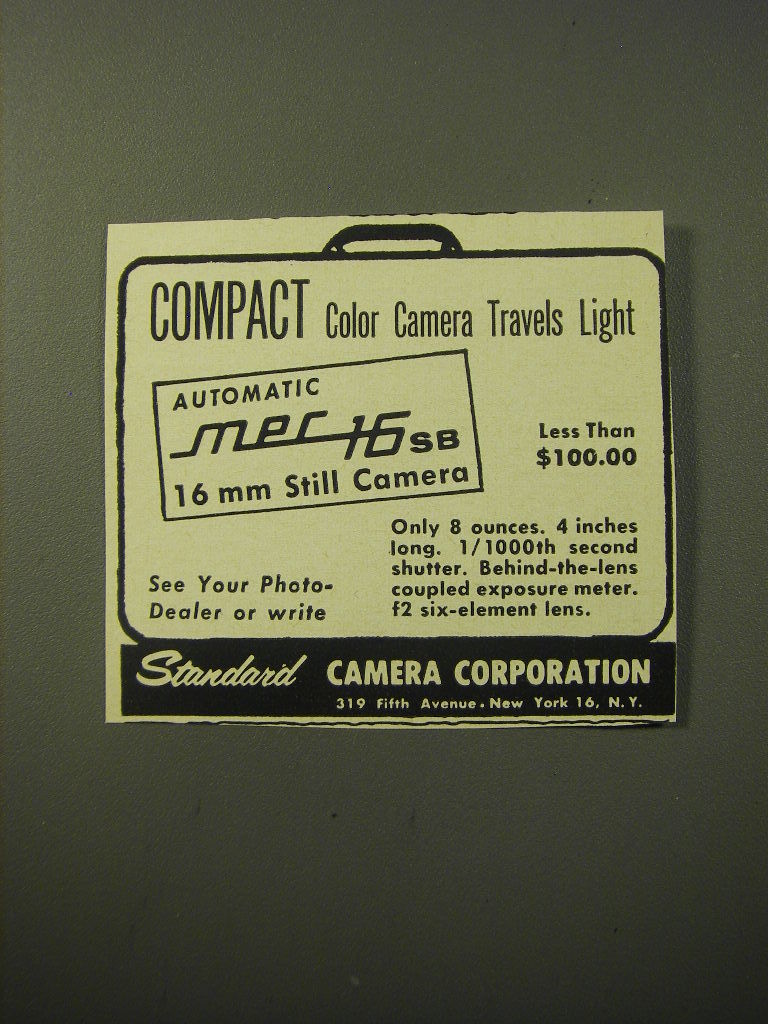 COMPACT Color Camera Travels Light
AUTOMATIC
mec 16 SB
16 mm Still Camera
Less Than
$100.00
Only 8 ounces. 4 inches
long. 1/1000th second
shutter. Behind-the-lens
coupled exposure meter.
f2 six-element lens.
See Your Photo-
Dealer or write
Standard CAMERA CORPORATION
319 Fifth Avenue • New York 16, N.Y.